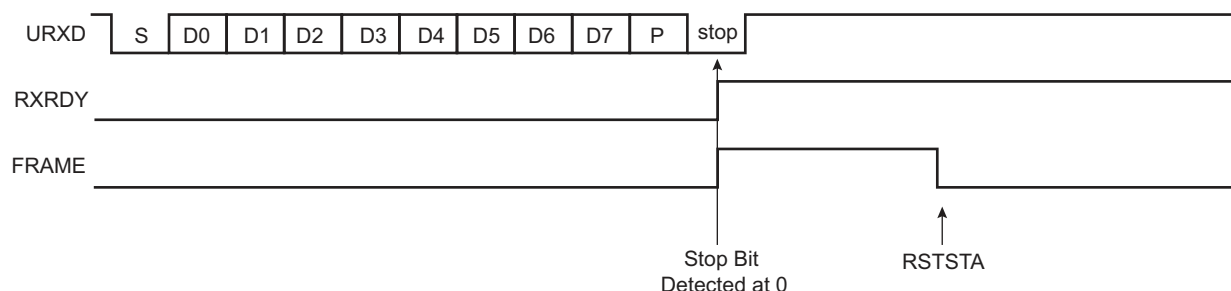 URXD S D0 D1 D2 D3 D4 D5 D6 D7 P stop
RXRDY
FRAME
Stop Bit
Detected at 0
RSTSTA